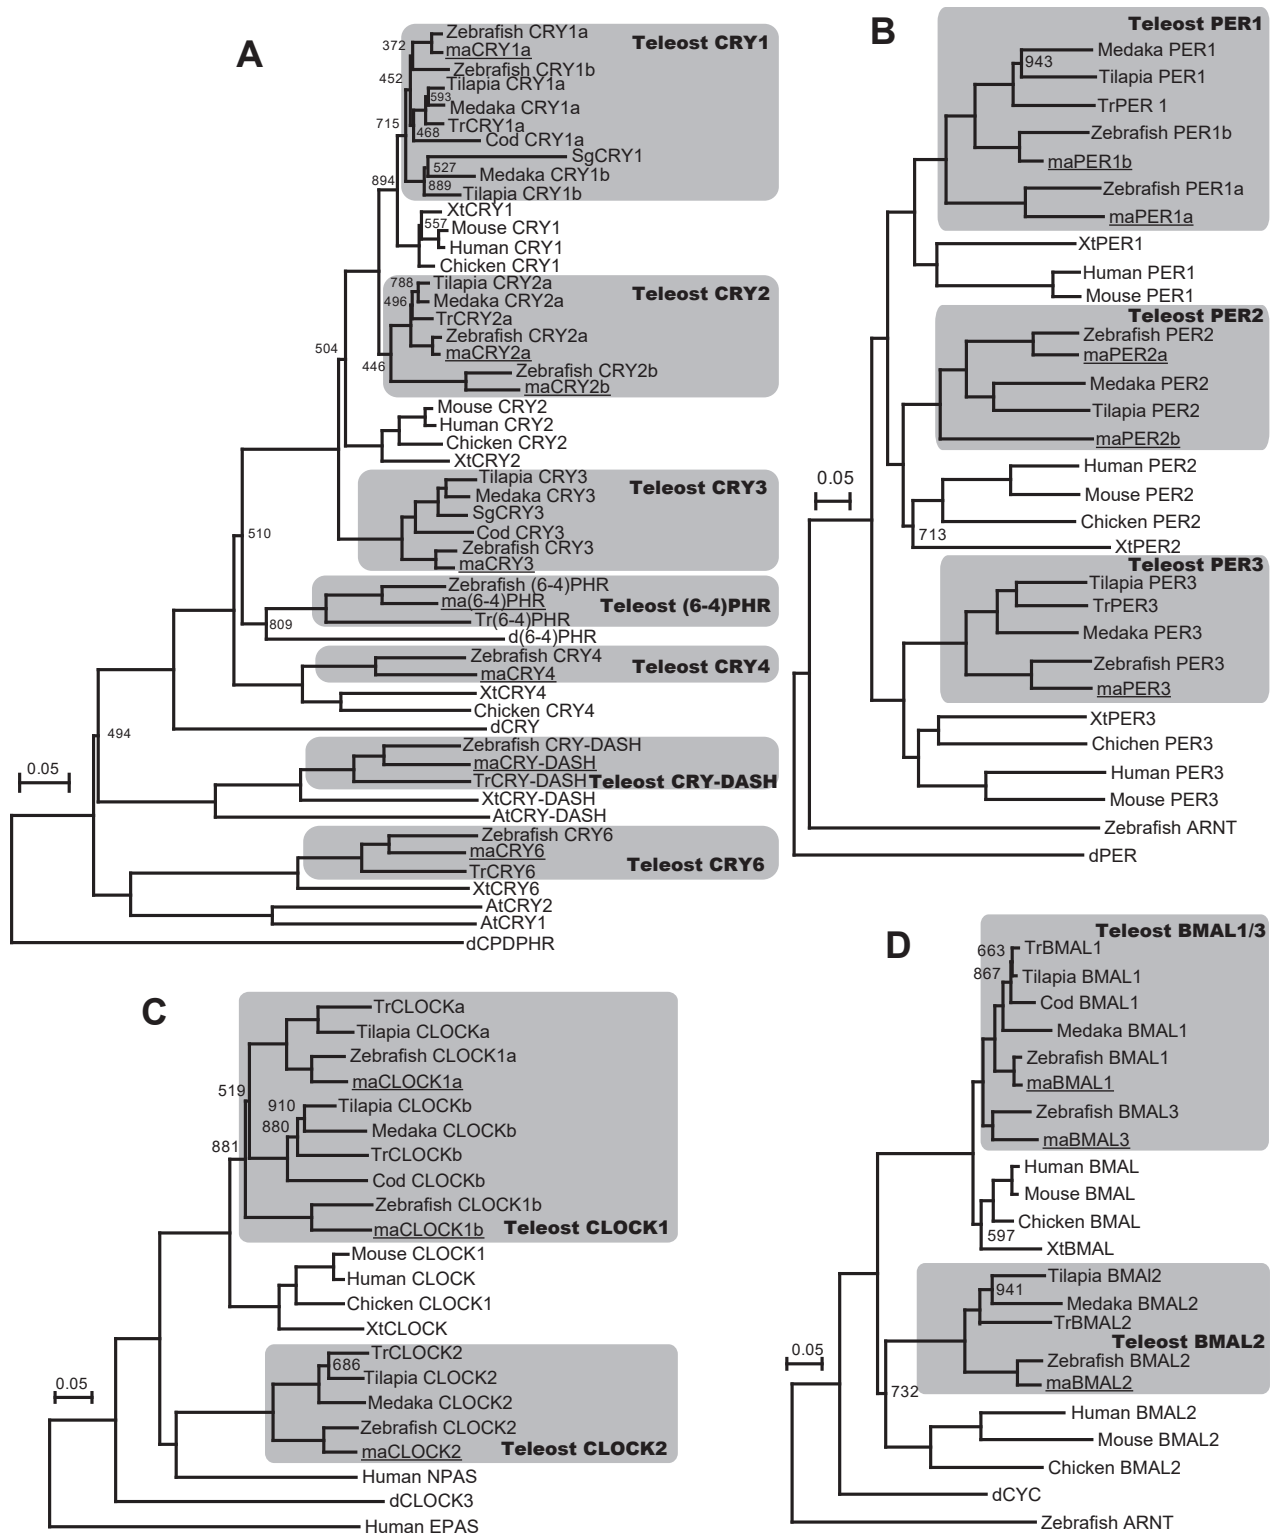 A
Zebrafish CRY1a
Teleost CRY1
372
maCRY1a
Zebrafish CRY1b
452
Tilapia CRY1a
593
Medaka CRY1a
715
TrCRY1a
468
Cod CRY1a
SgCRY1
527
Medaka CRY1b
894
889
Tilapia CRY1b
XtCRY1
557
Mouse CRY1
Human CRY1
Chicken CRY1
788
Tilapia CRY2a
Teleost CRY2
496
Medaka CRY2a
TrCRY2a
Zebrafish CRY2a
504
maCRY2a
446
Zebrafish CRY2b
maCRY2b
Mouse CRY2
Human CRY2
Chicken CRY2
XtCRY2
Tilapia CRY3
Teleost CRY3
Medaka CRY3
SgCRY3
510
Cod CRY3
Zebrafish CRY3
maCRY3
Zebrafish (6-4)PHR
ma(6-4)PHR
Teleost (6-4)PHR
809
Tr(6-4)PHR
d(6-4)PHR
Zebrafish CRY4
Teleost CRY4
maCRY4
XtCRY4
Chicken CRY4
dCRY
494
Zebrafish CRY-DASH
maCRY-DASH
0.05
TrCRY-DASH
Teleost CRY-DASH
XtCRY-DASH
AtCRY-DASH
Zebrafish CRY6
maCRY6
Teleost CRY6
TrCRY6
XtCRY6
AtCRY2
AtCRY1
dCPDPHR
B
Teleost PER1
Medaka PER1
943
Tilapia PER1
TrPER 1
Zebrafish PER1b
maPER1b
Zebrafish PER1a
maPER1a
XtPER1
Human PER1
Mouse PER1
Teleost PER2
Zebrafish PER2
maPER2a
Medaka PER2
Tilapia PER2
maPER2b
Human PER2
0.05
Mouse PER2
Chicken PER2
713
XtPER2
Teleost PER3
Tilapia PER3
TrPER3
Medaka PER3
Zebrafish PER3
maPER3
XtPER3
Chichen PER3
Human PER3
Mouse PER3
Zebrafish ARNT
dPER
C
TrCLOCKa
Tilapia CLOCKa
Zebrafish CLOCK1a
maCLOCK1a
519
910
Tilapia CLOCKb
880
Medaka CLOCKb
881
TrCLOCKb
Cod CLOCKb
Zebrafish CLOCK1b
maCLOCK1b
Teleost CLOCK1
Mouse CLOCK1
Human CLOCK
Chicken CLOCK1
XtCLOCK
TrCLOCK2
686
Tilapia CLOCK2
0.05
Medaka CLOCK2
Zebrafish CLOCK2
maCLOCK2
Teleost CLOCK2
Human NPAS
dCLOCK3
Human EPAS
D
Teleost BMAL1/3
663
TrBMAL1
867
Tilapia BMAL1
Cod BMAL1
Medaka BMAL1
Zebrafish BMAL1
maBMAL1
Zebrafish BMAL3
maBMAL3
Human BMAL
Mouse BMAL
Chicken BMAL
597
XtBMAL
Tilapia BMAl2
941
Medaka BMAL2
TrBMAL2
Teleost BMAL2
0.05
Zebrafish BMAL2
maBMAL2
732
Human BMAL2
Mouse BMAL2
Chicken BMAL2
dCYC
Zebrafish ARNT